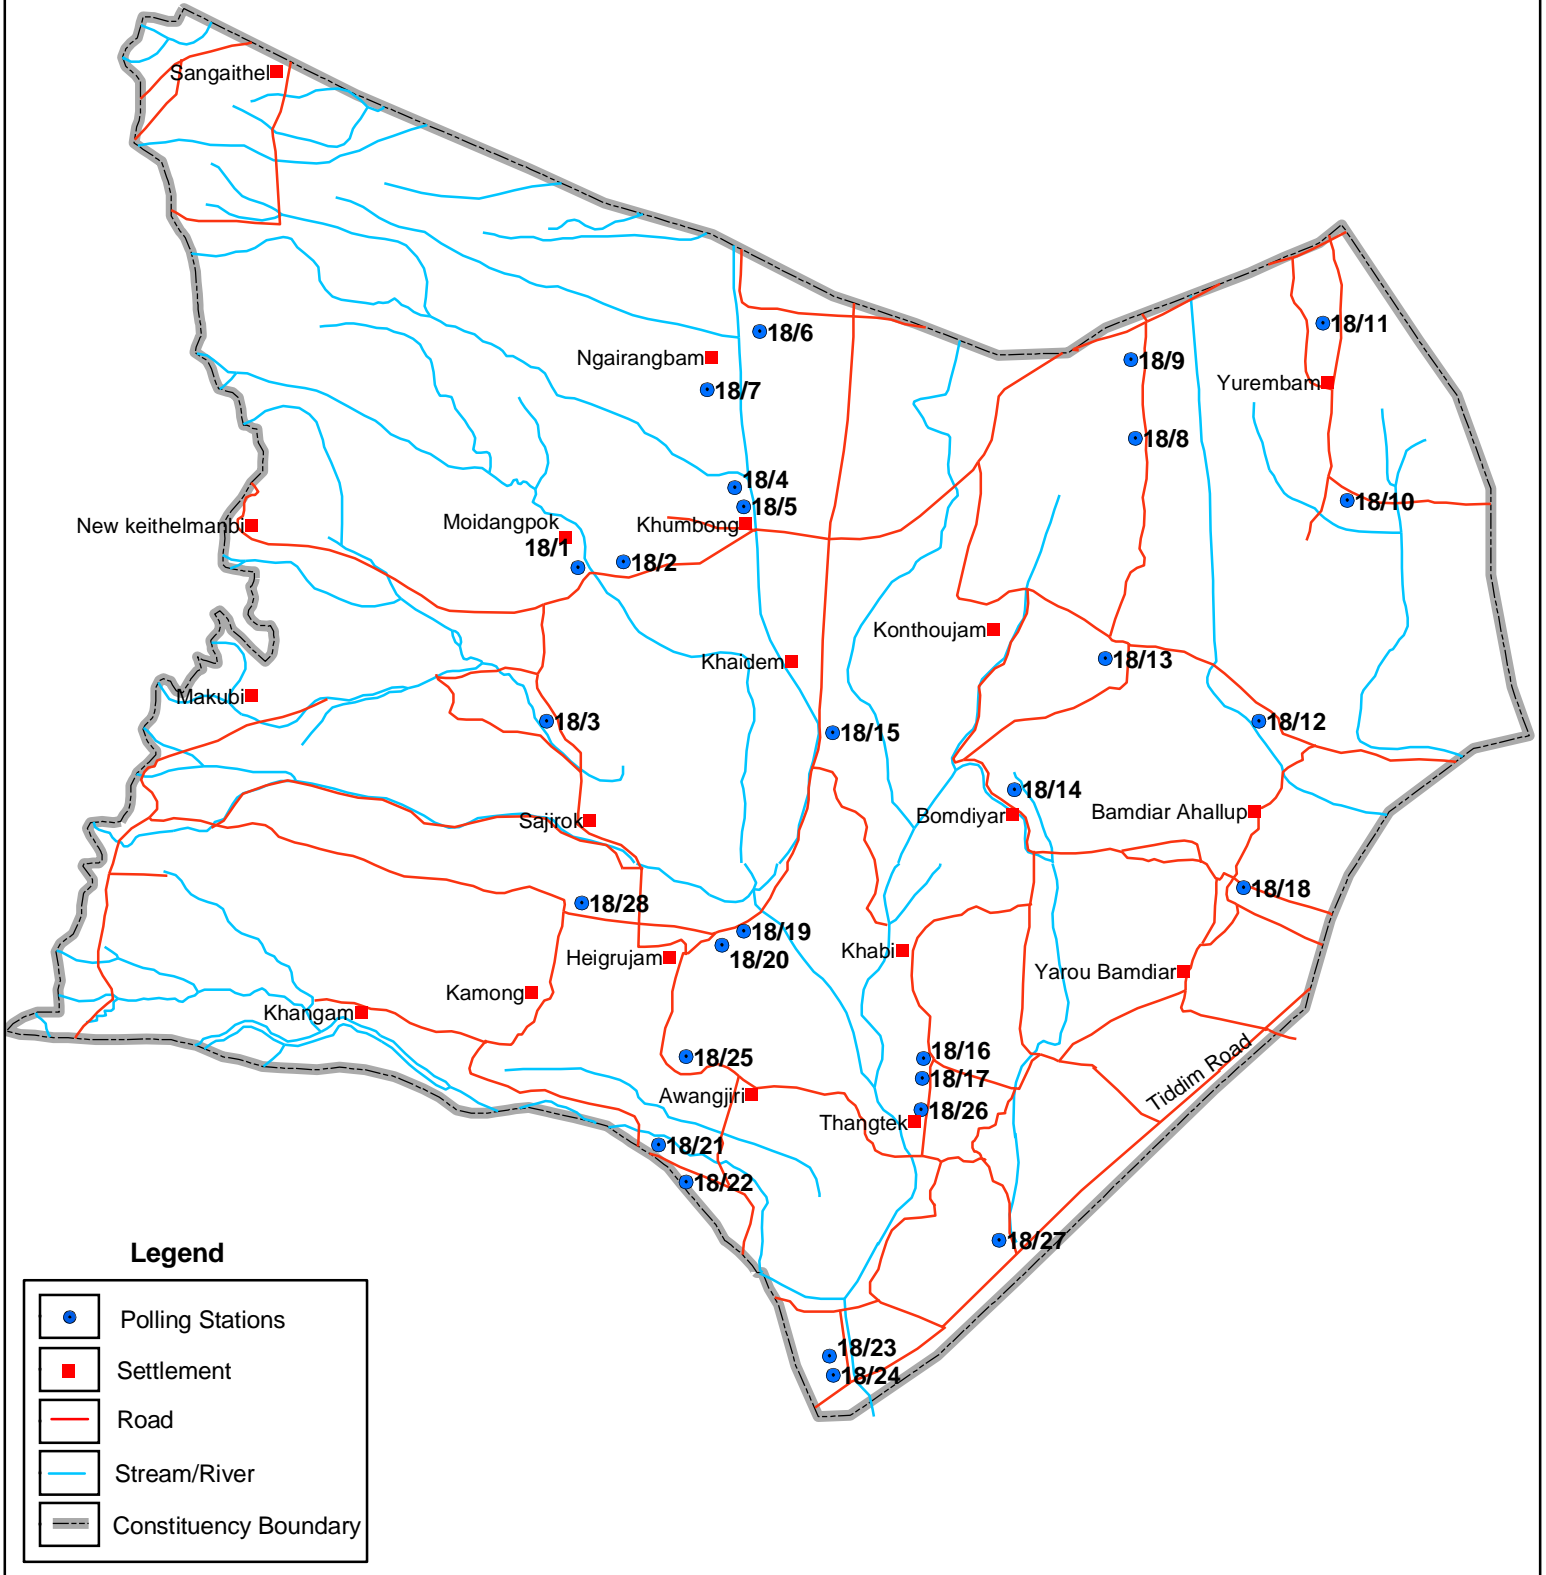 Sangaithel
18/6
18/11
Ngairangbam
18/9
Yurembam
18/7
18/8
18/4
18/10
18/5
New keithelmanbi
Moidangpok
Khumbong
18/1
18/2
Konthoujam
Khaidem
18/13
Makubi
18/3
18/12
18/15
18/14
Bomdiyar
Bamdiar Ahallup
Sajirok
18/18
18/28
18/19
Khabi
Heigrujam
18/20
Yarou Bamdiar
Kamong
Khangam
18/16
18/25
Tiddim Road
18/17
Awangjiri
18/26
Thangtek
18/21
18/22
18/27
18/23
18/24
Legend
Polling Stations
Settlement
Road
Stream/River
Constituency Boundary